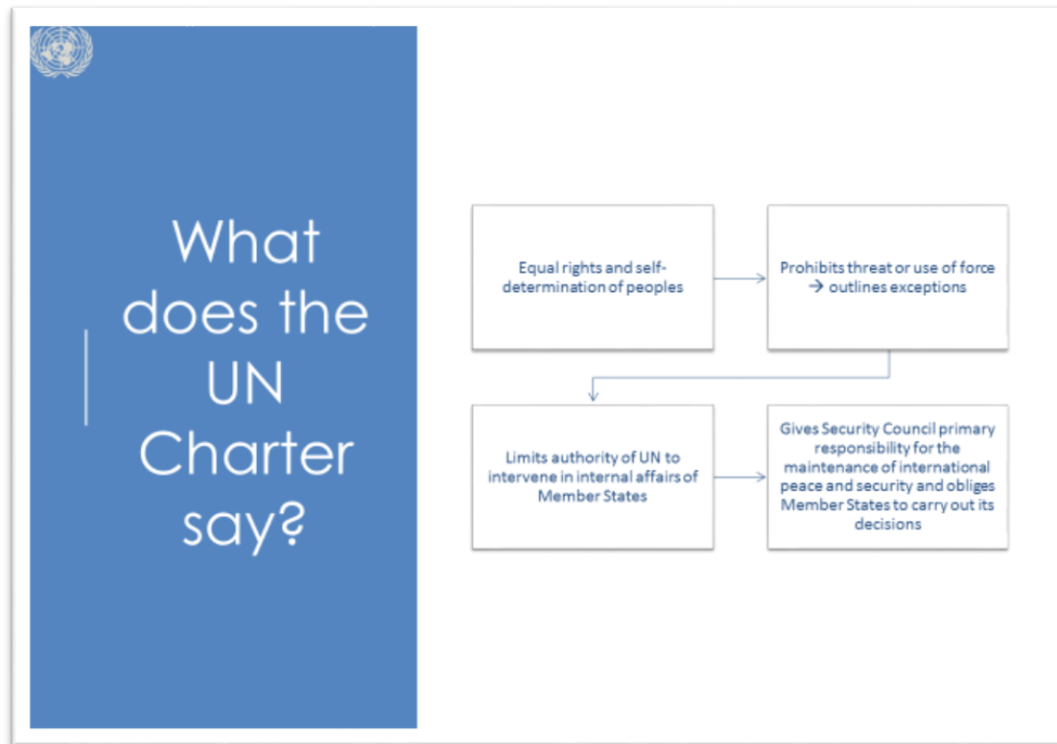 What
does the
UN
Charter
say?
Equal rights and self-
determination of peoples
Prohibits threat or use of force
→ outlines exceptions
Limits authority of UN to
intervene in internal affairs of
Member States
Gives Security Council primary
responsibility for the
maintenance of international
peace and security and obliges
Member States to carry out its
decisions